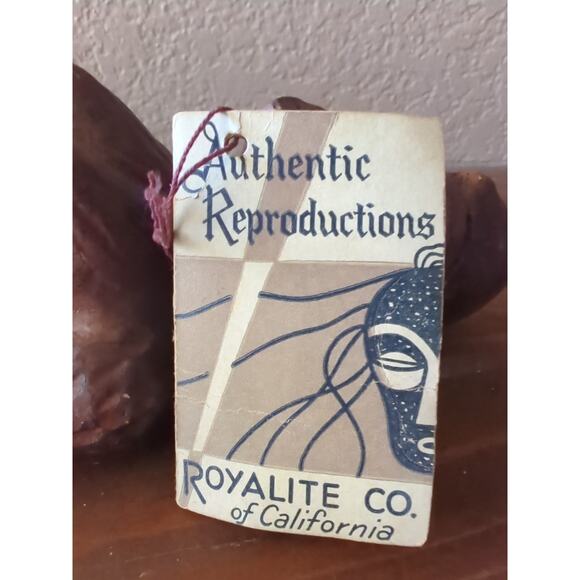 Authentic
Reproductions
ROYALITE CO.
of California